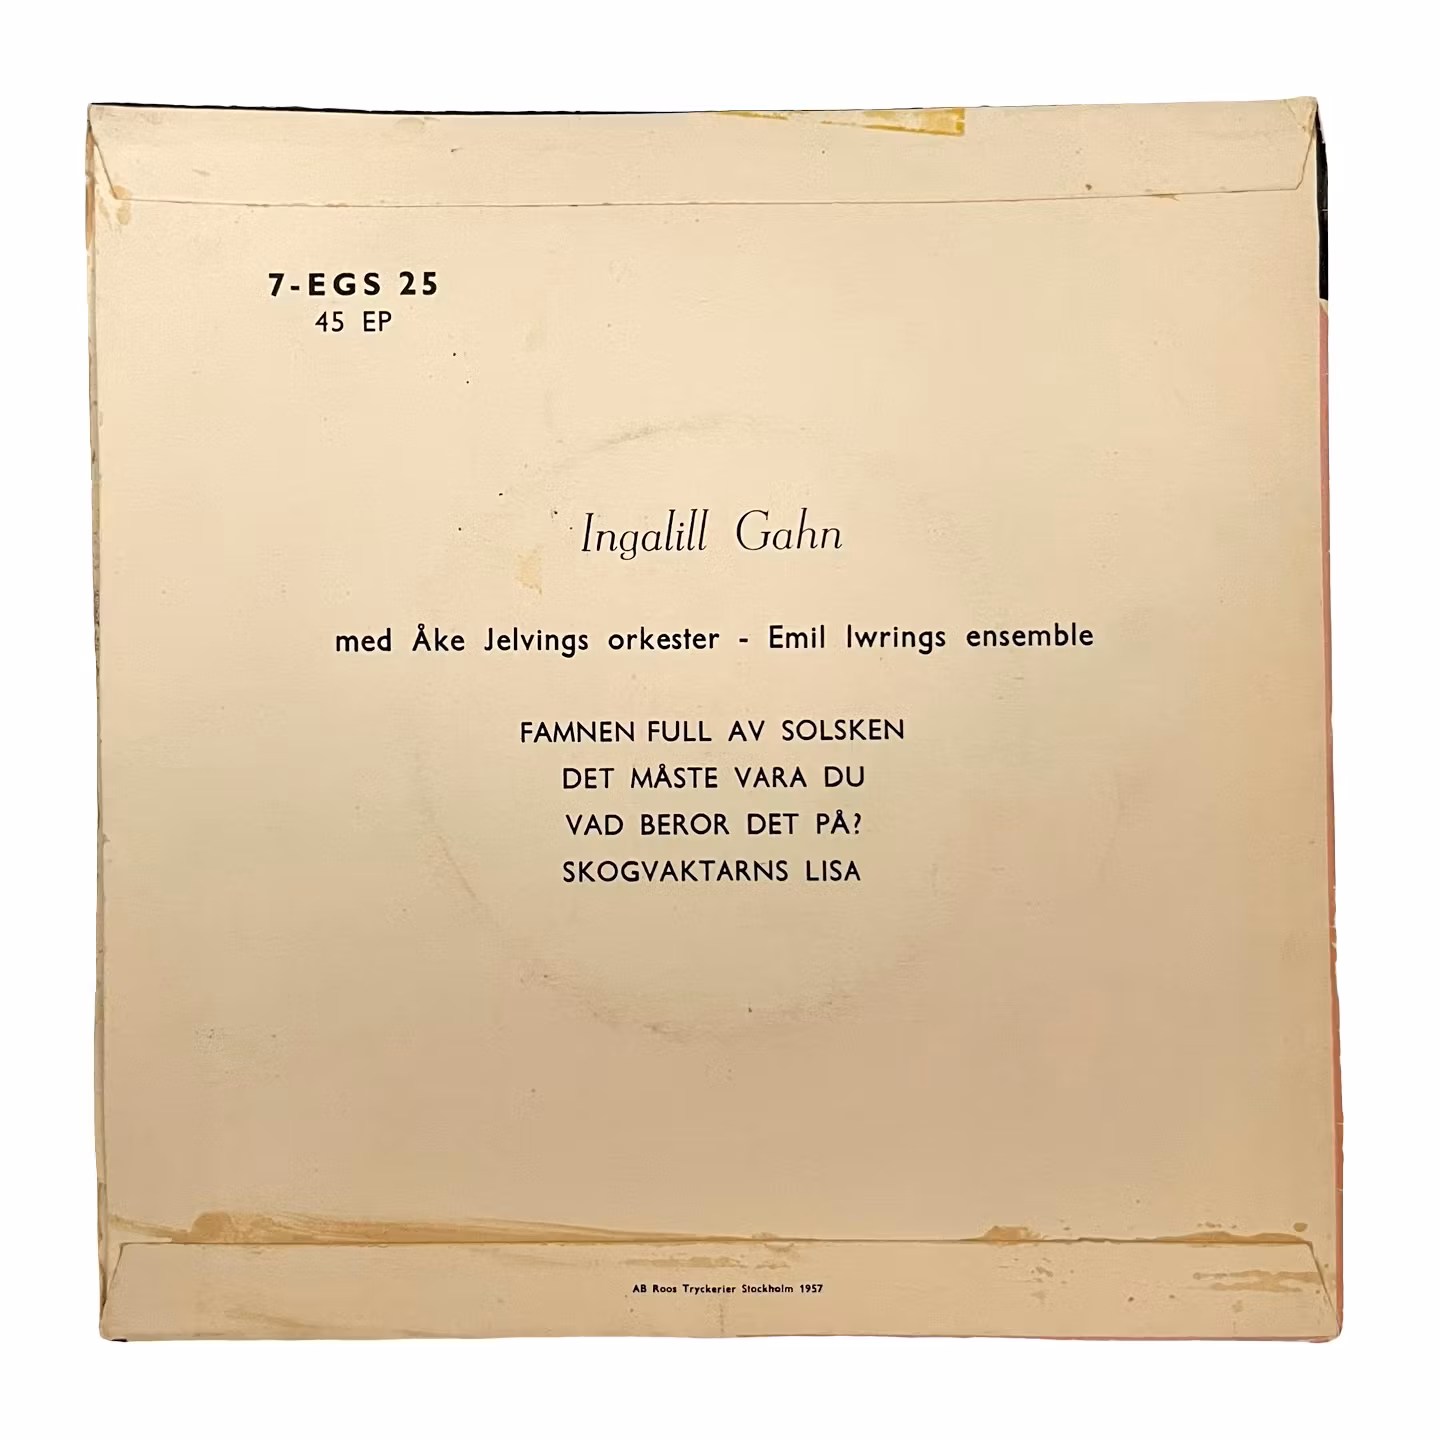 7-EGS 25
45 EP
Ingalill Gahn
med Åke Jelvings orkester - Emil Iwrings ensemble
FAMNEN FULL AV SOLSKEN
DET MÅSTE VARA DU
VAD BEROR DET PÅ?
SKOGVAKTARNS LISA
AB Roos Tryckerier Stockholm 1957